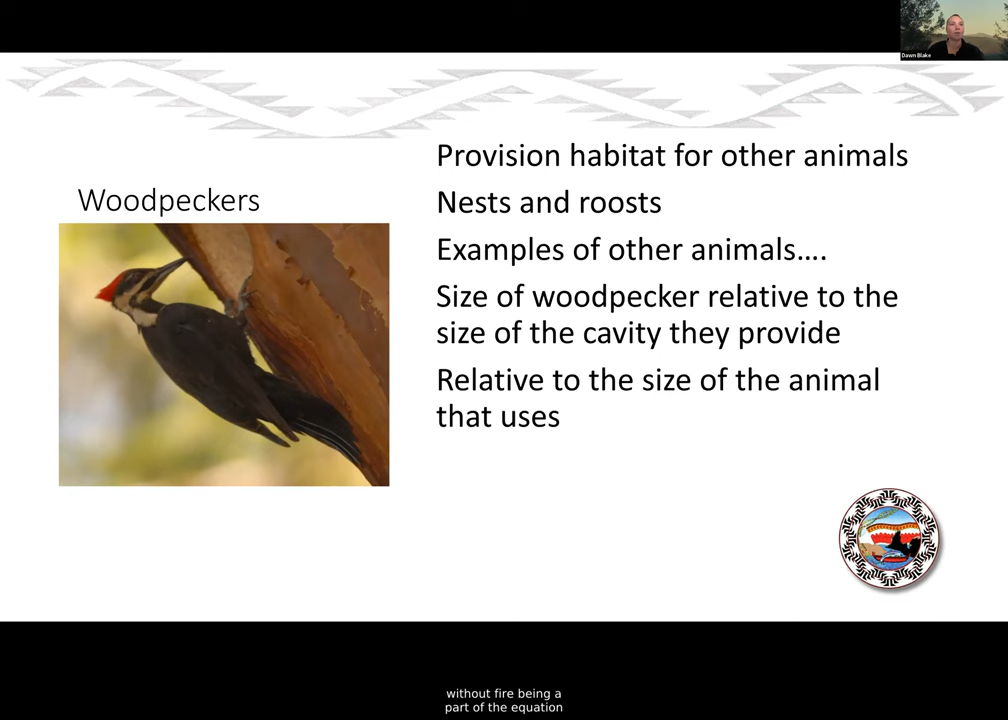 Dawn Blake
Woodpeckers
Provision habitat for other animals
Nests and roosts
Examples of other animals....
Size of woodpecker relative to the
size of the cavity they provide
Relative to the size of the animal
that uses
without fire being a
part of the equation